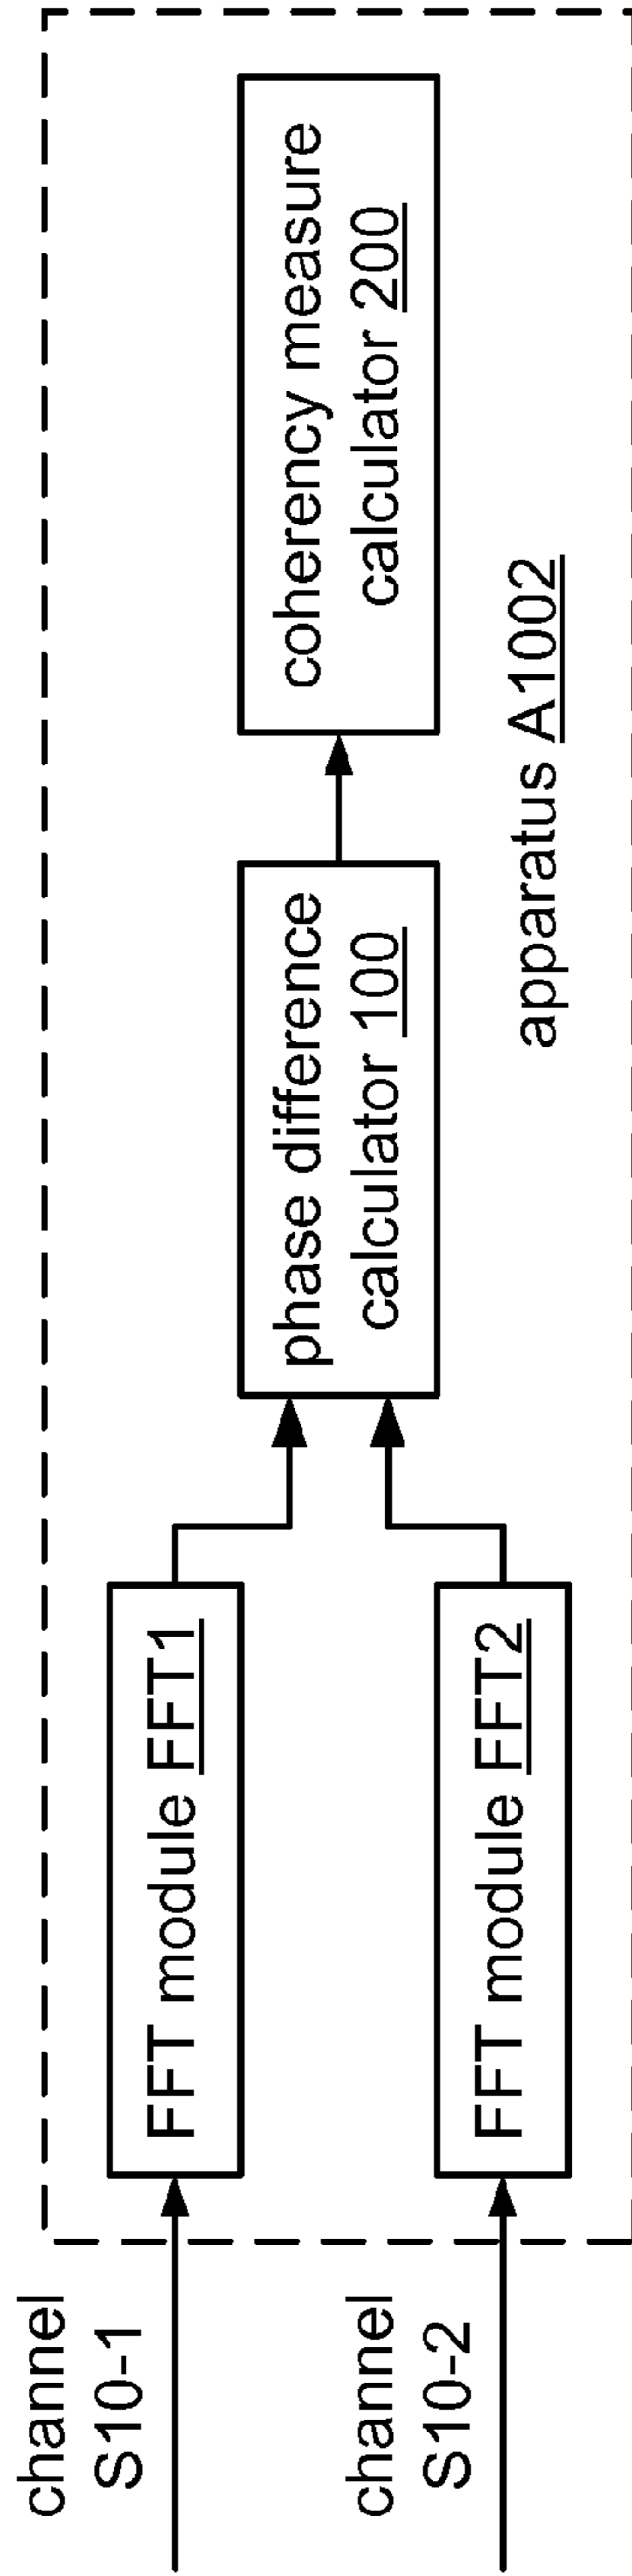 channel
S10-1
FFT module FFT1
channel
S10-2
FFT module FFT2
phase difference
calculator 100
coherency measure
calculator 200
apparatus A1002